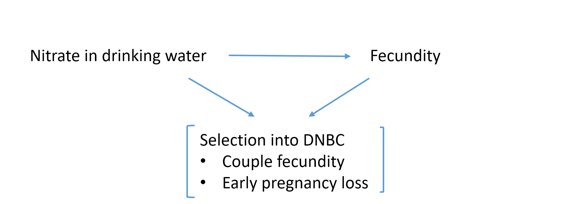 Nitrate in drinking water
Fecundity
Selection into DNBC
• Couple fecundity
• Early pregnancy loss